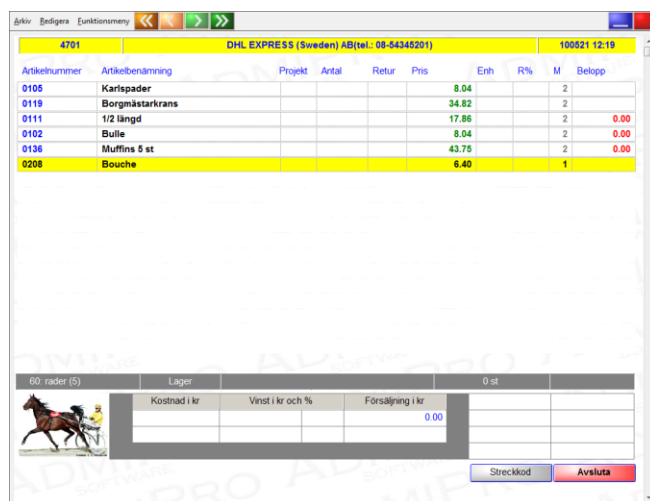 Arkiv Redigera Funktionsmeny
4701 DHL EXPRESS (Sweden) AB(tel.: 08-54345201) 100521 12:19
Artikelnummer Artikelbenämning Projekt Antal Retur Pris Enh R% M Belopp
0105 Karlspader 8.04 2
0119 Borgmästarkrans 34.82 2
0111 1/2 längd 17.86 2 0.00
0102 Bulle 8.04 2 0.00
0136 Muffins 5 st 43.75 2 0.00
0208 Bouche 6.40 1
60: rader (5) Lager 0 st
Kostnad i kr Vinst i kr och % Försäljning i kr
0.00
Streckkod Avsluta